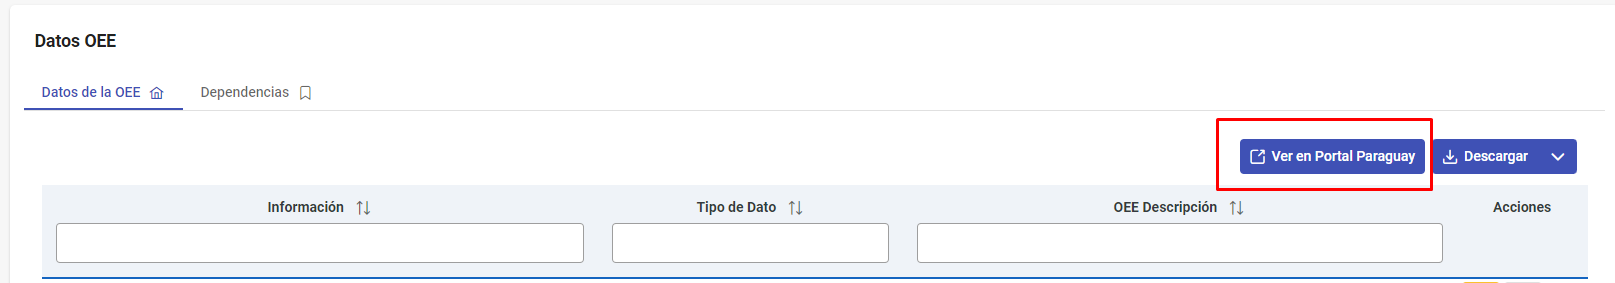 Datos OEE
Datos de la OEE
Dependencias
Ver en Portal Paraguay
Descargar
Información
Tipo de Dato
OEE Descripción
Acciones